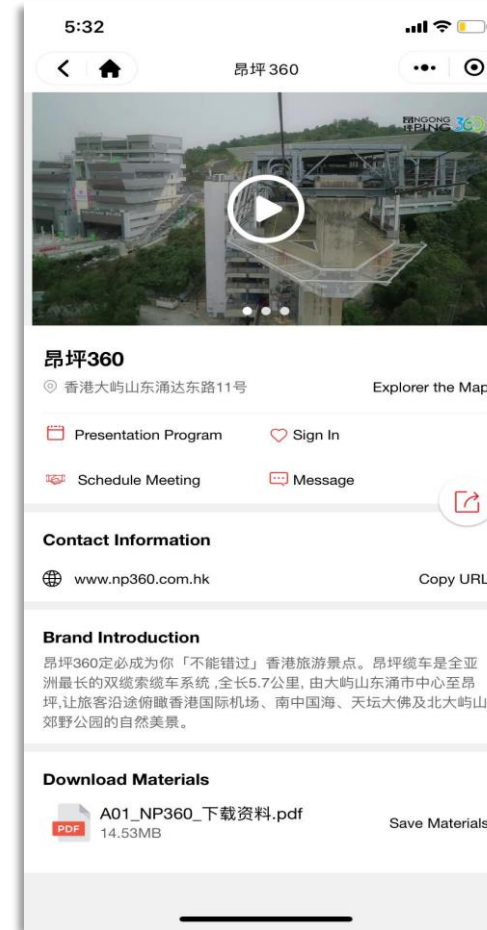 5:32
昂坪 360
昂坪 NGONG PING 360
昂坪360
香港大屿山东涌达东路11号
Explorer the Map
Presentation Program
Sign In
Schedule Meeting
Message
Contact Information
www.np360.com.hk
Copy URL
Brand Introduction
昂坪360定必成为你「不能错过」香港旅游景点。昂坪缆车是全亚
洲最长的双缆索缆车系统 ,全长5.7公里, 由大屿山东涌市中心至昂
坪,让旅客沿途俯瞰香港国际机场、南中国海、天坛大佛及北大屿山
郊野公园的自然美景。
Download Materials
A01_NP360_下载资料.pdf
PDF
14.53MB
Save Materials